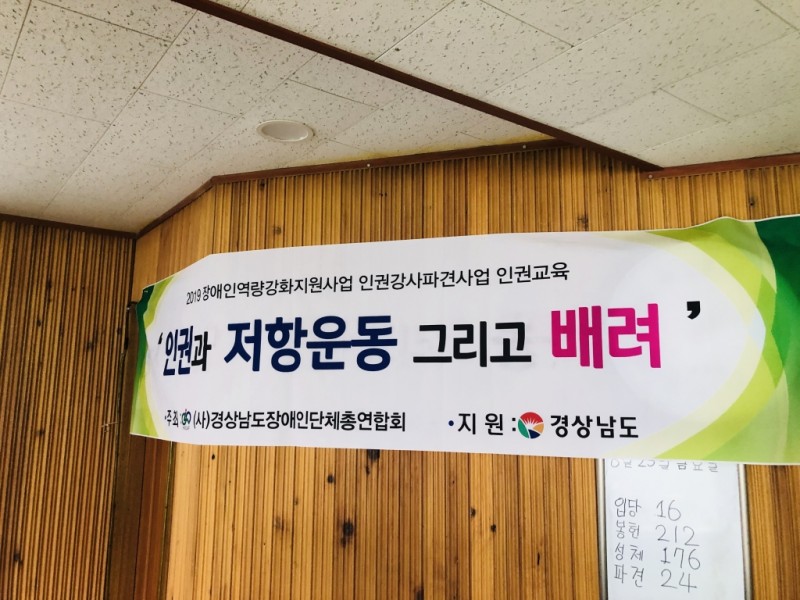 2019 장애인역량강화지원사업 인권강사파견사업 인권교육
‘인권과 저항운동 그리고 배려’
•주최: (사)경상남도장애인단체총연합회 •지원: 경상남도
입당 16
봉헌 212
성체 176
파견 24